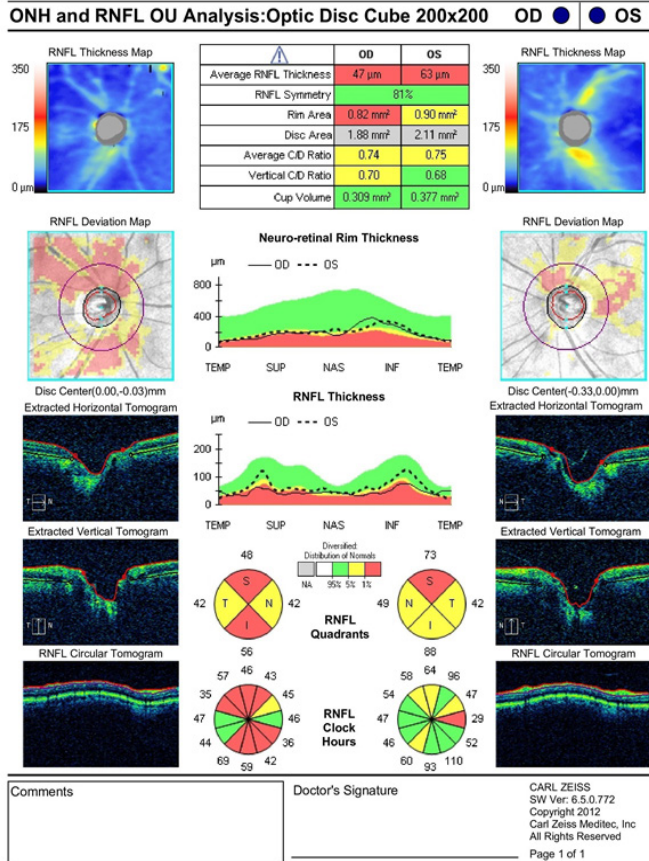 ONH and RNFL OU Analysis:Optic Disc Cube 200x200 OD OS
RNFL Thickness Map
350
175
0 µm
OD OS
Average RNFL Thickness 47 µm 63 µm
RNFL Symmetry 81%
Rim Area 0.82 mm² 0.90 mm²
Disc Area 1.88 mm² 2.11 mm²
Average C/D Ratio 0.74 0.75
Vertical C/D Ratio 0.70 0.68
Cup Volume 0.309 mm³ 0.377 mm³
RNFL Thickness Map
350
175
0 µm
RNFL Deviation Map
Disc Center(0.00,-0.03)mm
Neuro-retinal Rim Thickness
µm OD OS
800
400
0
TEMP SUP NAS INF TEMP
RNFL Deviation Map
Disc Center(-0.33,0.00)mm
Extracted Horizontal Tomogram
T N
RNFL Thickness
µm OD OS
200
100
0
TEMP SUP NAS INF TEMP
Extracted Horizontal Tomogram
N T
Extracted Vertical Tomogram
Diversified:
Distribution of Normals
NA 95% 5% 1%
48
42 T S N I 42
56
RNFL
Quadrants
73
49 N S T I 42
88
Extracted Vertical Tomogram
RNFL Circular Tomogram
57 46 43
35 45
47 46
44 36
69 59 42
RNFL
Clock
Hours
58 64 96
54 47
47 29
46 52
60 93 110
RNFL Circular Tomogram
Comments
Doctor's Signature
CARL ZEISS
SW Ver: 6.5.0.772
Copyright 2012
Carl Zeiss Meditec, Inc
All Rights Reserved
Page 1 of 1